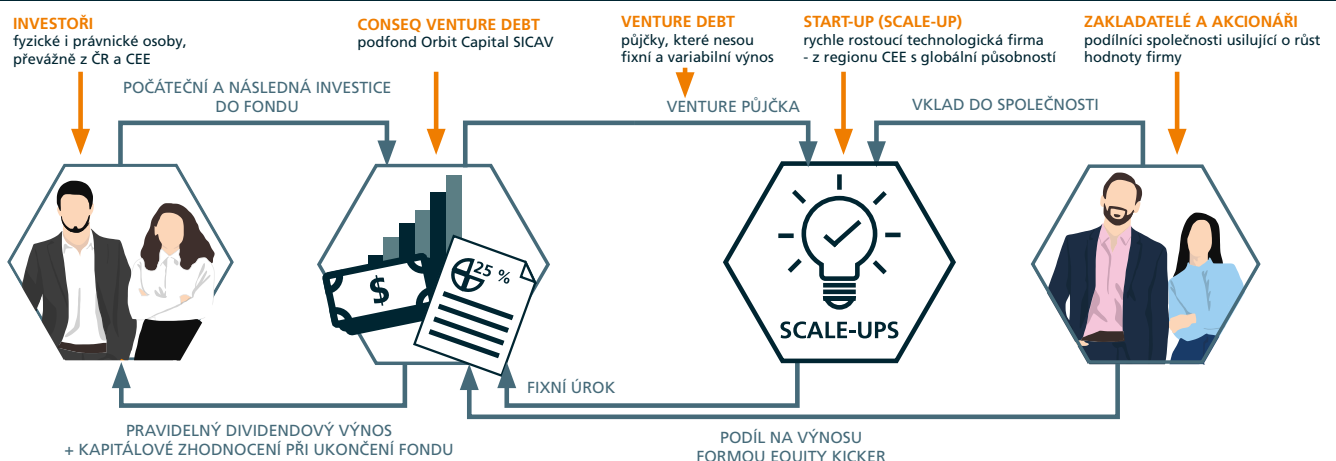 INVESTOŘI
fyzické i právnické osoby,
převážně z ČR a CEE
CONSEQ VENTURE DEBT
podfond Orbit Capital SICAV
VENTURE DEBT
půjčky, které nesou
fixní a variabilní výnos
START-UP (SCALE-UP)
rychle rostoucí technologická firma
- z regionu CEE s globální působností
ZAKLADATELÉ A AKCIONÁŘI
podílníci společnosti usilující o růst
hodnoty firmy
POČÁTEČNÍ A NÁSLEDNÁ INVESTICE
DO FONDU
VENTURE PŮJČKA
VKLAD DO SPOLEČNOSTI
$
25 %
SCALE-UPS
FIXNÍ ÚROK
PRAVIDELNÝ DIVIDENDOVÝ VÝNOS
+ KAPITÁLOVÉ ZHODNOCENÍ PŘI UKONČENÍ FONDU
PODÍL NA VÝNOSU
FORMOU EQUITY KICKER